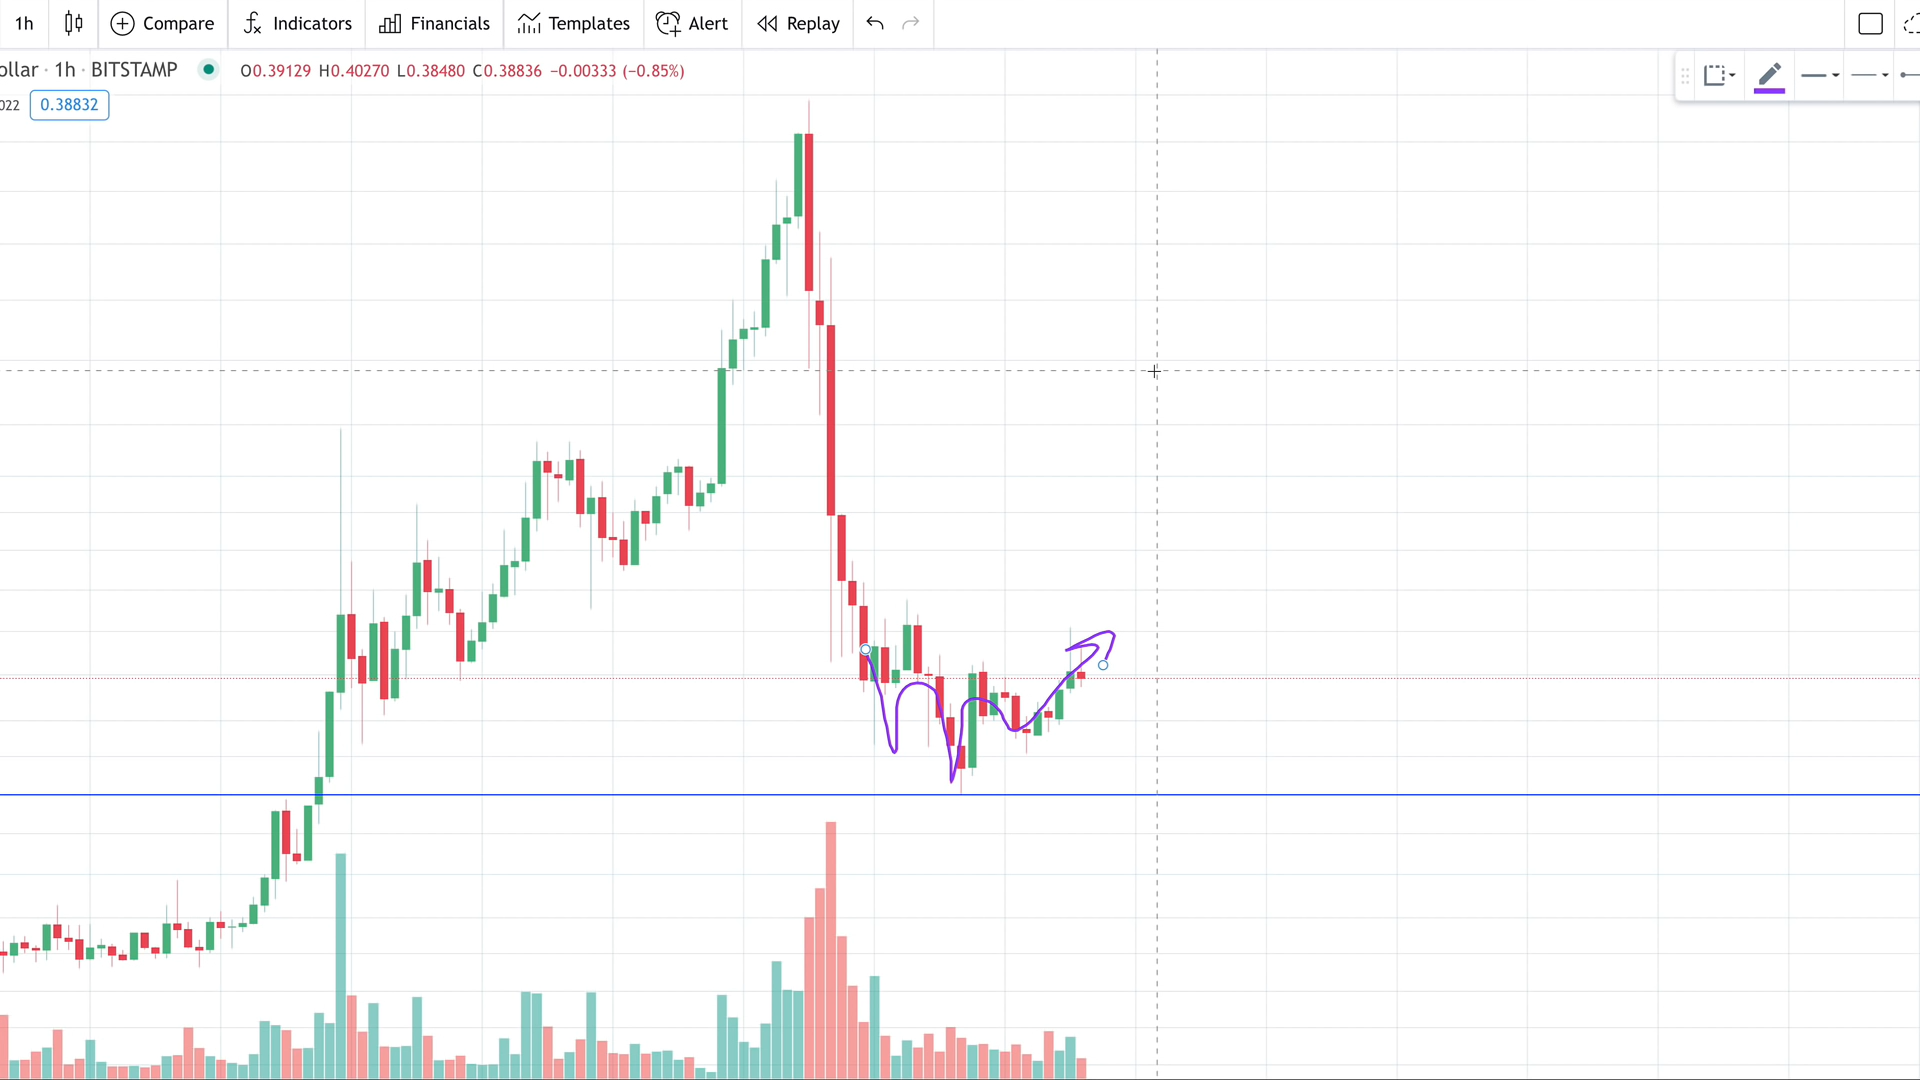 1h Compare Indicators Financials Templates Alert Replay
ollar · 1h · BITSTAMP O0.39129 H0.40270 L0.38480 C0.38836 −0.00333 (−0.85%)
022 0.38832